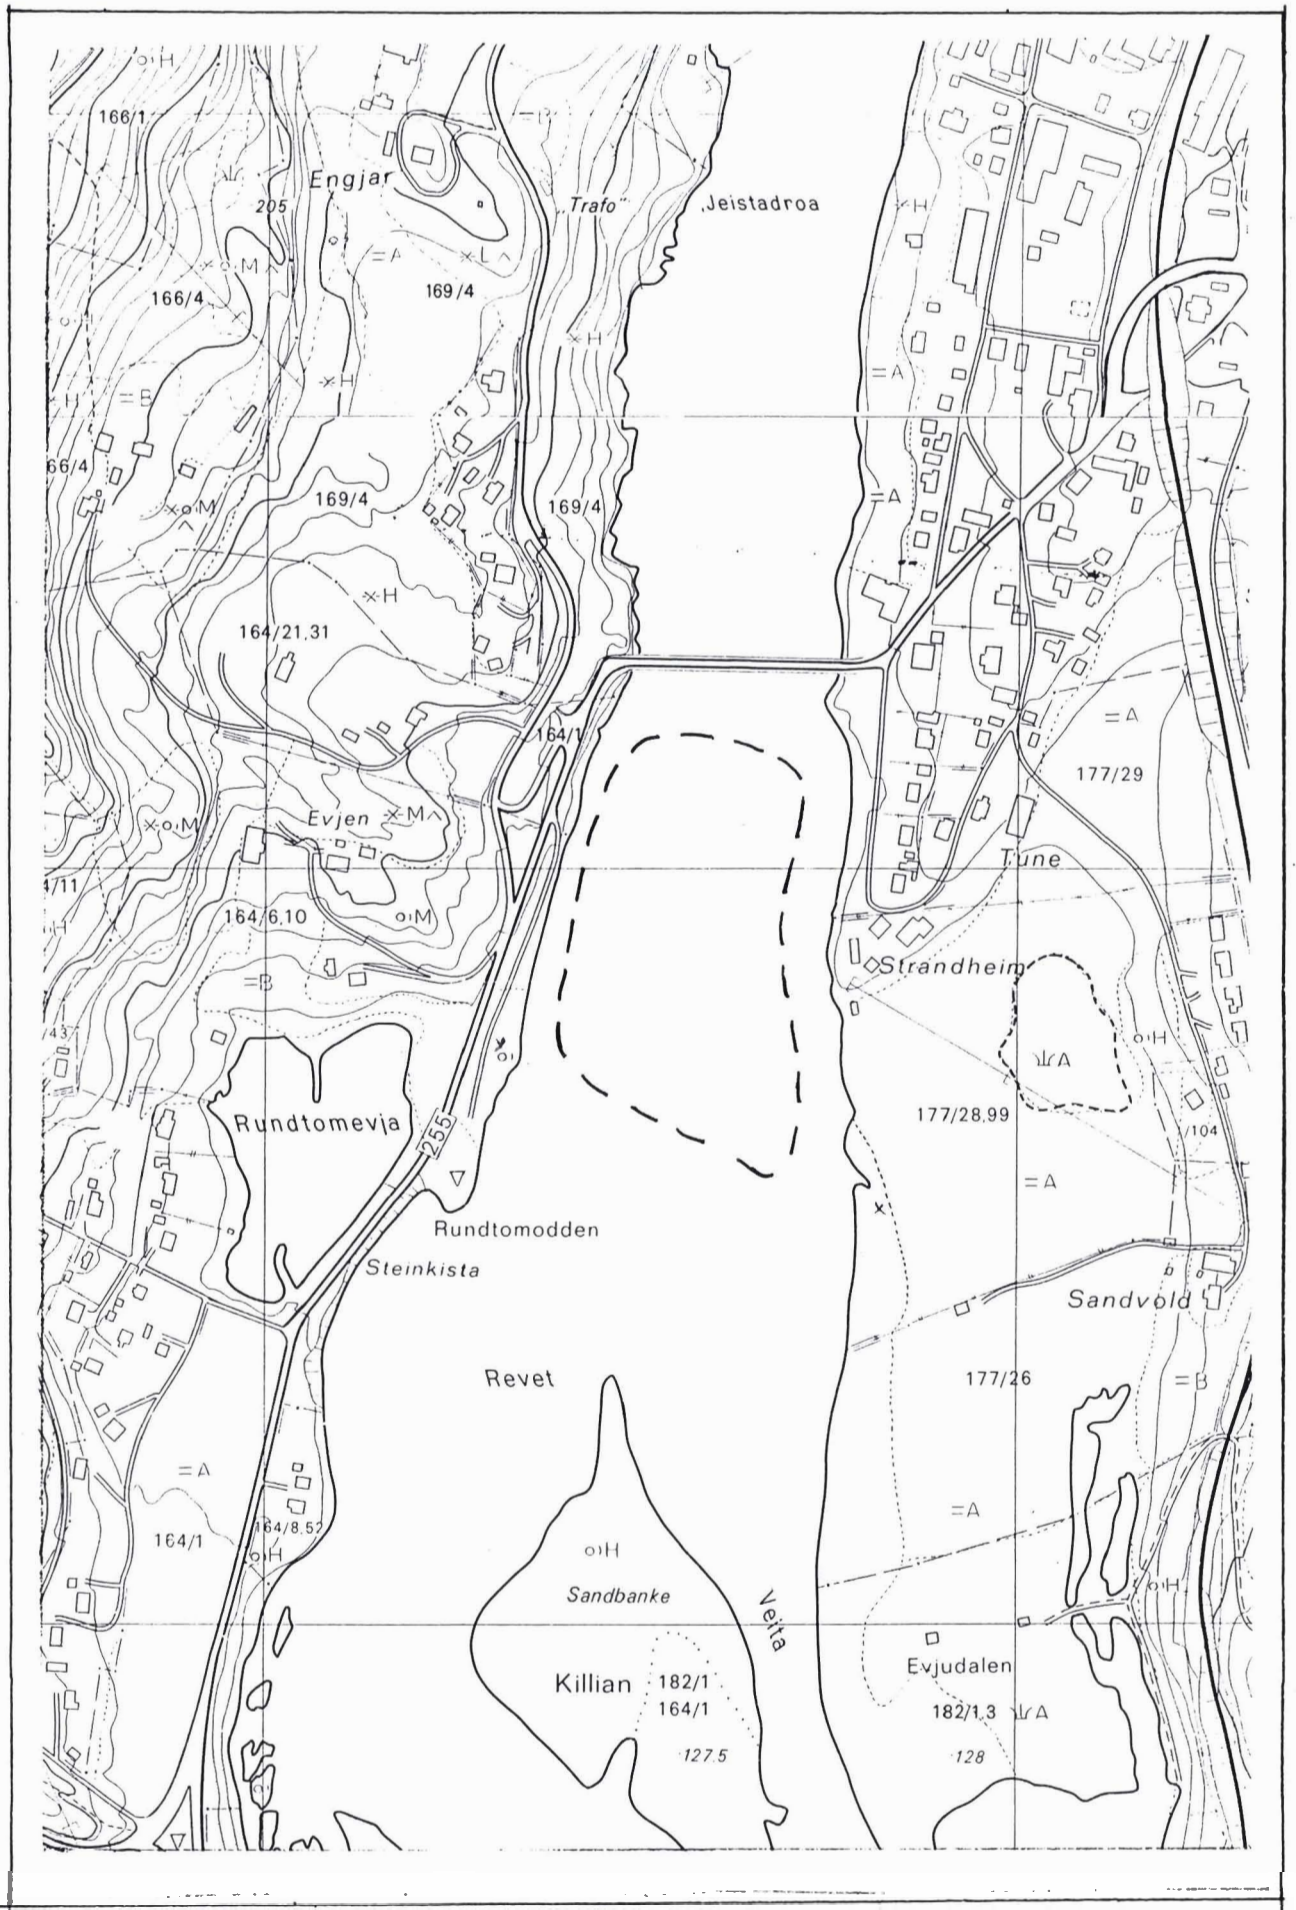 o·H
166/1
=B
Engjar
205
„Trafo”
„Jeistadroa
×H
×·o·M ^
=A
×L ^
166/4
169/4
×H
×H
=A
=B
H
66/4
×o·M
^
169/4
169/4
=A
×H
164/21,31
164/1
=A
177/29
×o·M
Evjen
×M ^
Tune
4/11
164/6,10
o·M
H
=B
Strandheim
/43
o·H
A
Rundtomevja
255
177/28,99
/104
=A
Rundtomodden
Steinkista
Sandvold
Revet
177/26
=B
=A
=A
164/1
164/8,52
o·H
o·H
o·H
Sandbanke
Veita
Killian
182/1
164/1
Evjudalen
182/1,3
A
127.5
128